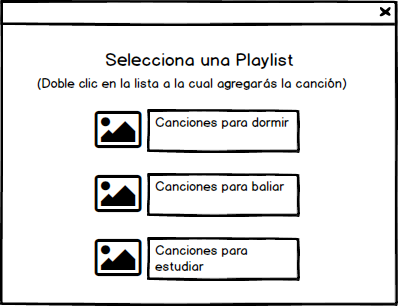 Selecciona una Playlist
(Doble clic en la lista a la cual agregarás la canción)
Canciones para dormir
Canciones para baliar
Canciones para
estudiar